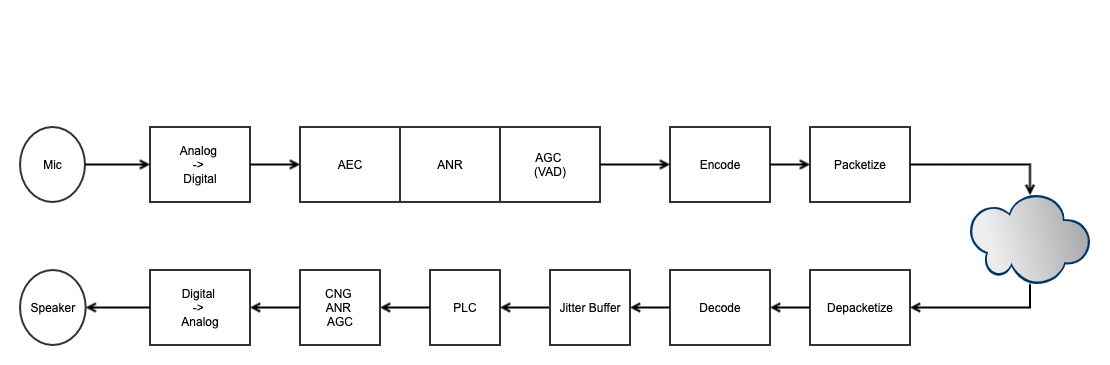 Mic
Analog
->
Digital
AEC
ANR
AGC
(VAD)
Encode
Packetize
Speaker
Digital
->
Analog
CNG
ANR
AGC
PLC
Jitter Buffer
Decode
Depacketize